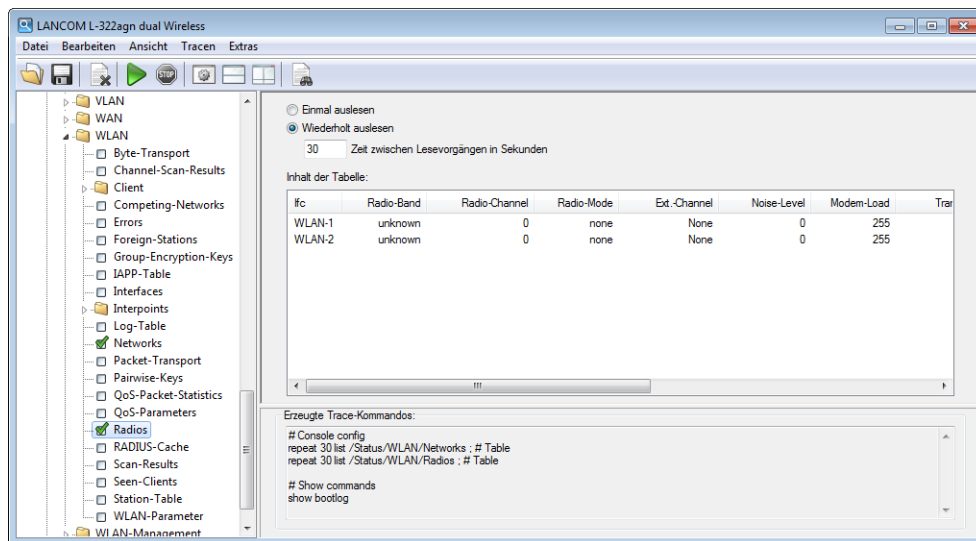 LANCOM L-322agn dual Wireless
Datei Bearbeiten Ansicht Tracen Extras
STOP
VLAN
WAN
WLAN
Byte-Transport
Channel-Scan-Results
Client
Competing-Networks
Errors
Foreign-Stations
Group-Encryption-Keys
IAPP-Table
Interfaces
Interpoints
Log-Table
Networks
Packet-Transport
Pairwise-Keys
QoS-Packet-Statistics
QoS-Parameters
Radios
RADIUS-Cache
Scan-Results
Seen-Clients
Station-Table
WLAN-Parameter
WLAN-Management
Einmal auslesen
Wiederholt auslesen
30 Zeit zwischen Lesevorgängen in Sekunden
Inhalt der Tabelle:
Ifc Radio-Band Radio-Channel Radio-Mode Ext.-Channel Noise-Level Modem-Load Tran
WLAN-1 unknown 0 none None 0 255
WLAN-2 unknown 0 none None 0 255
Erzeugte Trace-Kommandos:
# Console config
repeat 30 list /Status/WLAN/Networks ; # Table
repeat 30 list /Status/WLAN/Radios ; # Table
# Show commands
show bootlog